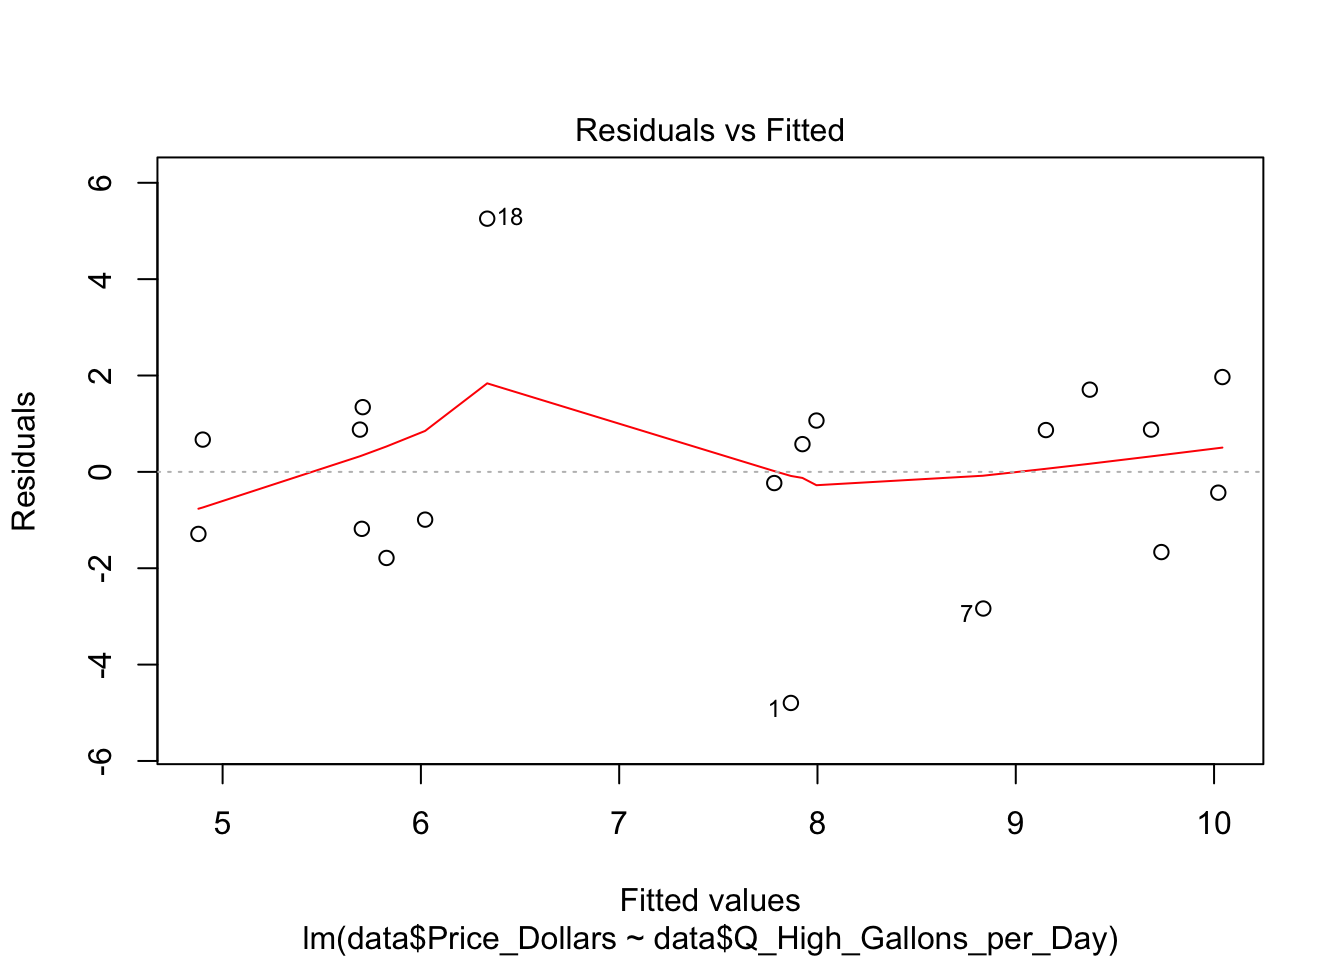 Residuals vs Fitted
6
4
2
0
-2
-4
-6
Residuals
18
7
1
5 6 7 8 9 10
Fitted values
lm(data$Price_Dollars ~ data$Q_High_Gallons_per_Day)